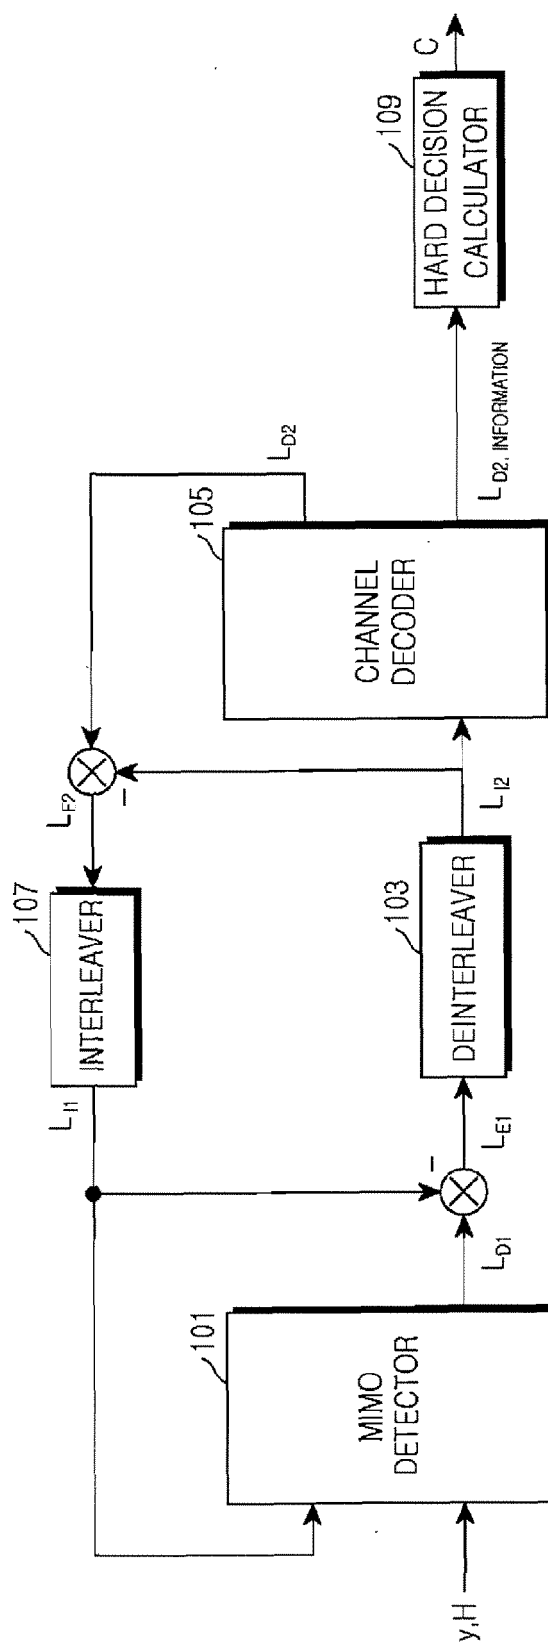 107
INTERLEAVER
L_I1
L_E2
–
L_D2
101
MIMO
DETECTOR
y,H
L_D1
–
L_E1
103
DEINTERLEAVER
L_I2
105
CHANNEL
DECODER
L_D2, INFORMATION
109
HARD DECISION
CALCULATOR
C